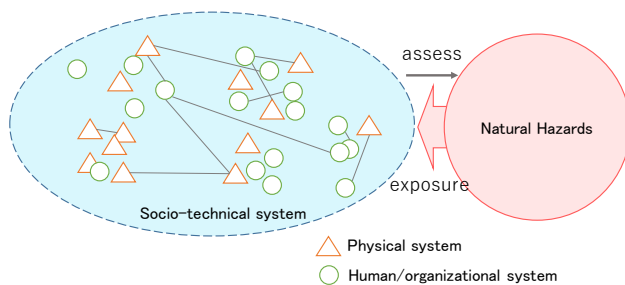 assess
Natural Hazards
exposure
Socio-technical system
Physical system
Human/organizational system